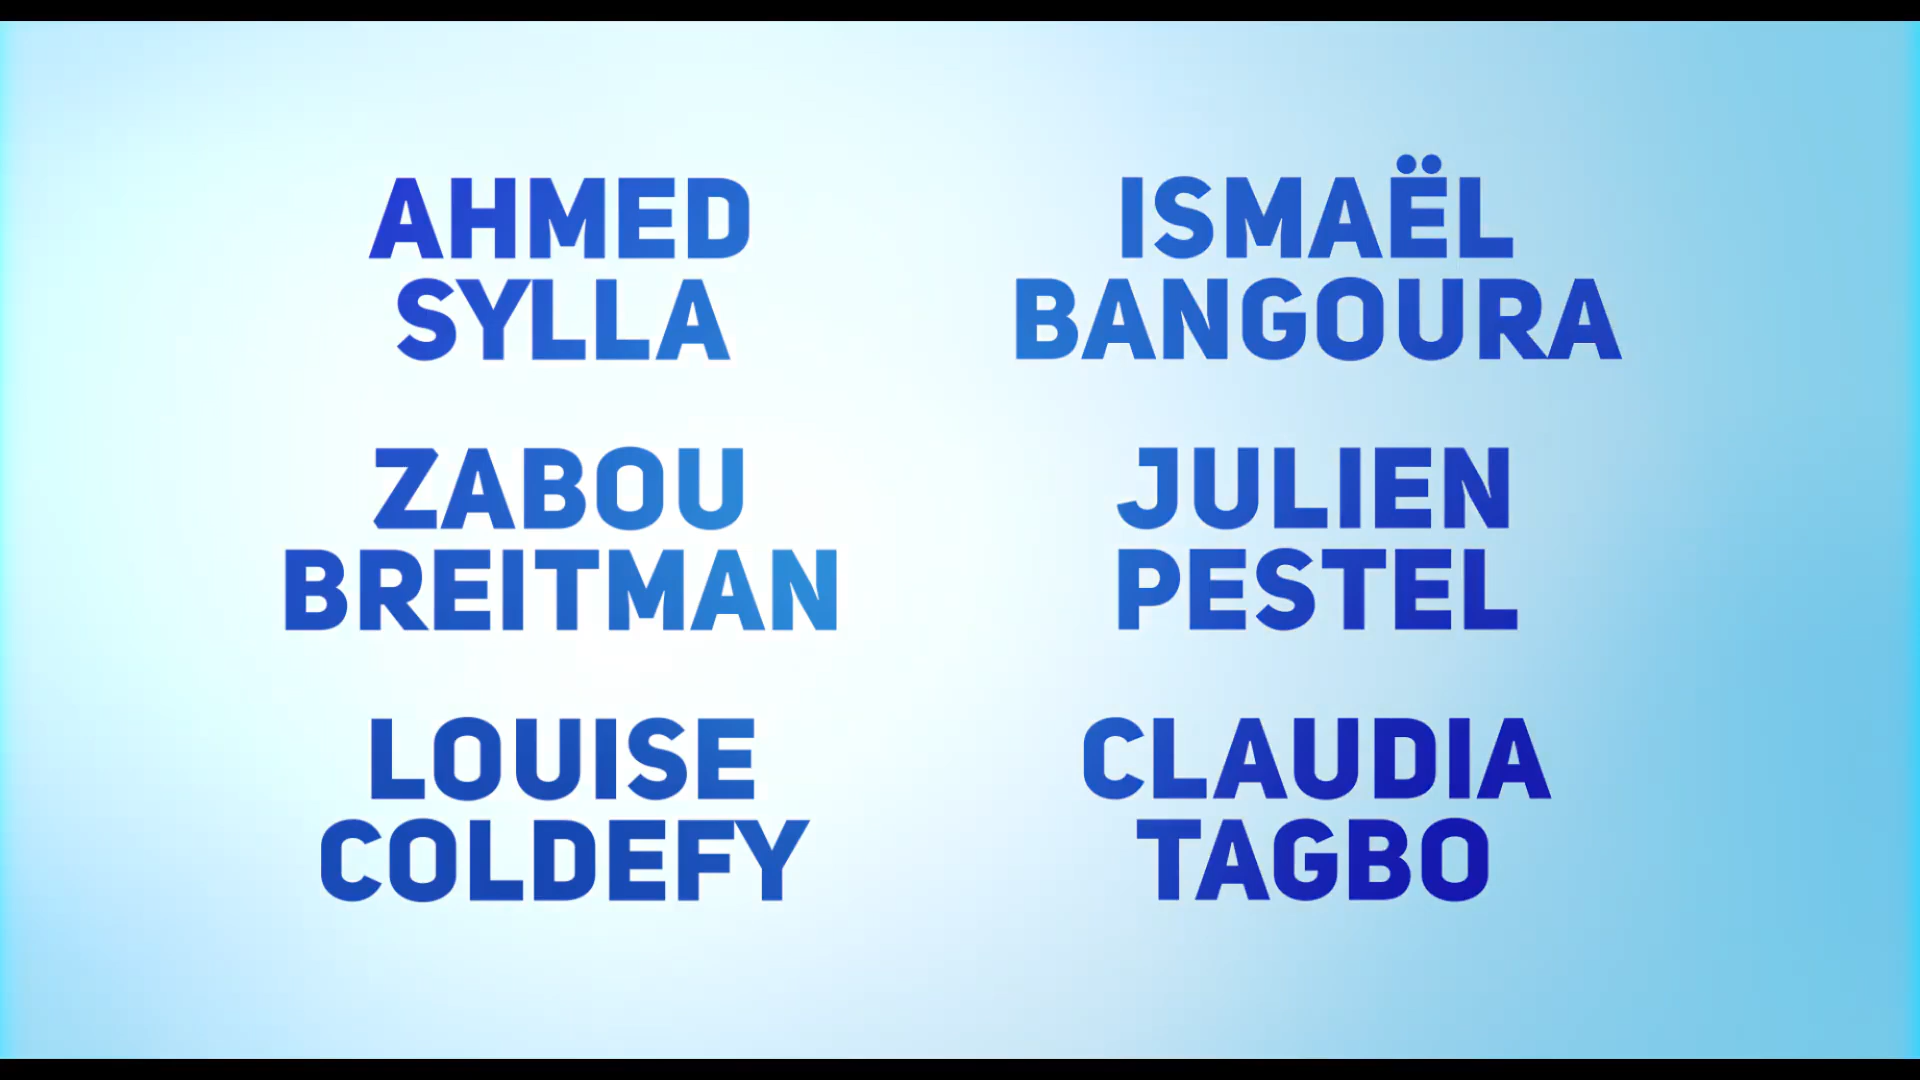 AHMED
SYLLA
ISMAËL
BANGOURA
ZABOU
BREITMAN
JULIEN
PESTEL
LOUISE
COLDEFY
CLAUDIA
TAGBO